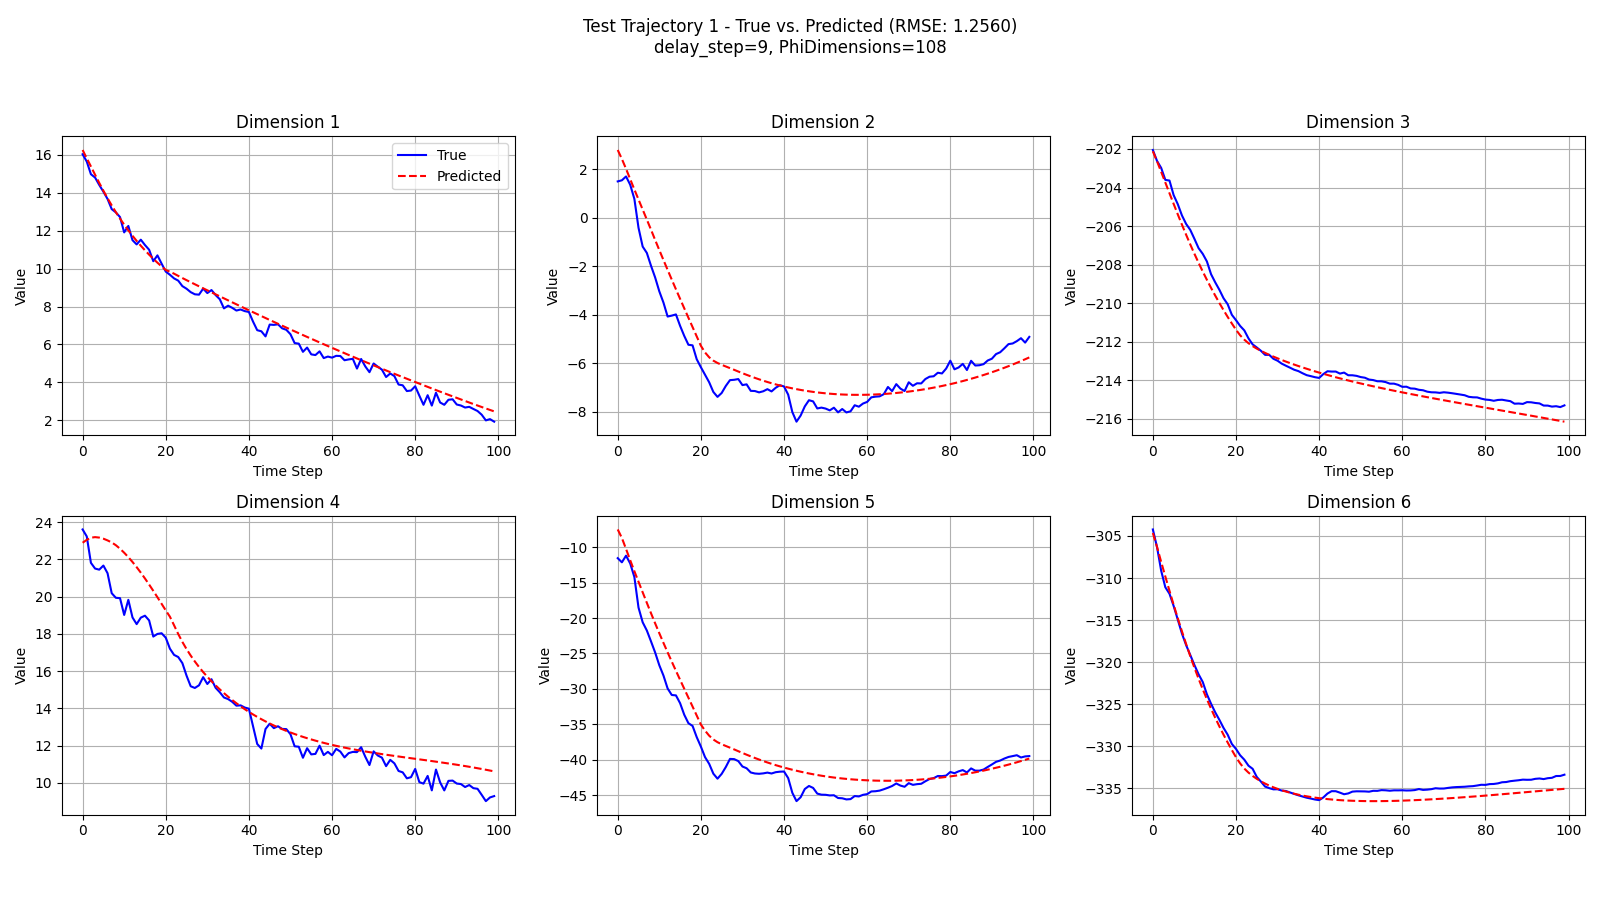 Test Trajectory 1 - True vs. Predicted (RMSE: 1.2560)
delay_step=9, PhiDimensions=108
Dimension 1
16
14
12
10
8
6
4
2
Value
True
Predicted
0 20 40 60 80 100
Time Step
Dimension 2
2
0
−2
−4
−6
−8
Value
0 20 40 60 80 100
Time Step
Dimension 3
−202
−204
−206
−208
−210
−212
−214
−216
Value
0 20 40 60 80 100
Time Step
Dimension 4
24
22
20
18
16
14
12
10
Value
0 20 40 60 80 100
Time Step
Dimension 5
−10
−15
−20
−25
−30
−35
−40
−45
Value
0 20 40 60 80 100
Time Step
Dimension 6
−305
−310
−315
−320
−325
−330
−335
Value
0 20 40 60 80 100
Time Step